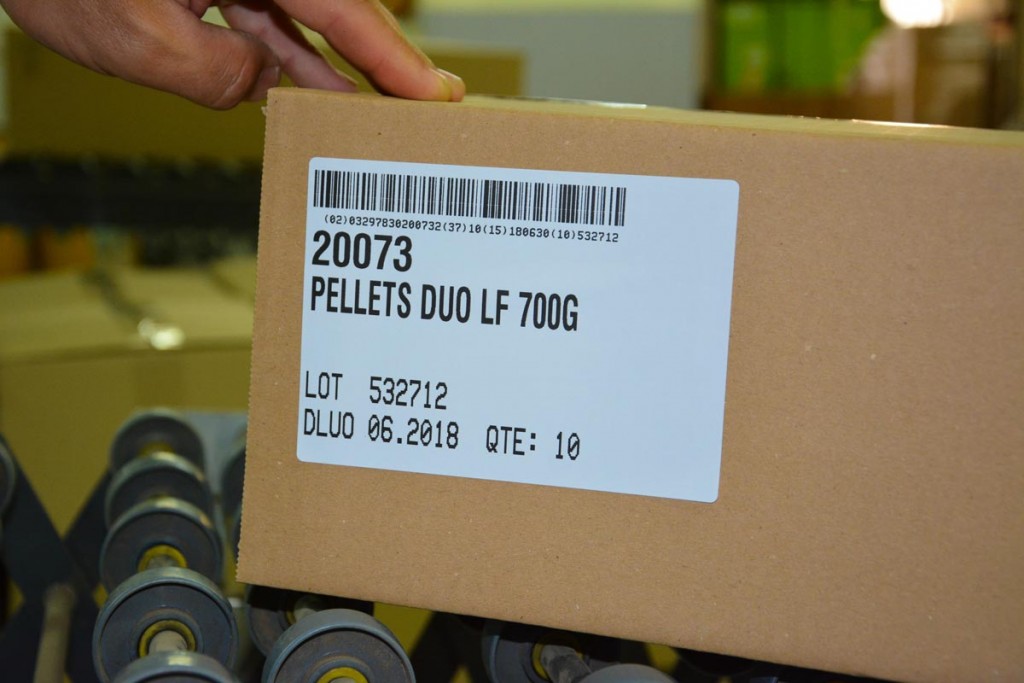 (02)03297830200732(37)10(15)180630(10)532712
20073
PELLETS DUO LF 700G
LOT 532712
DLUO 06.2018 QTE: 10